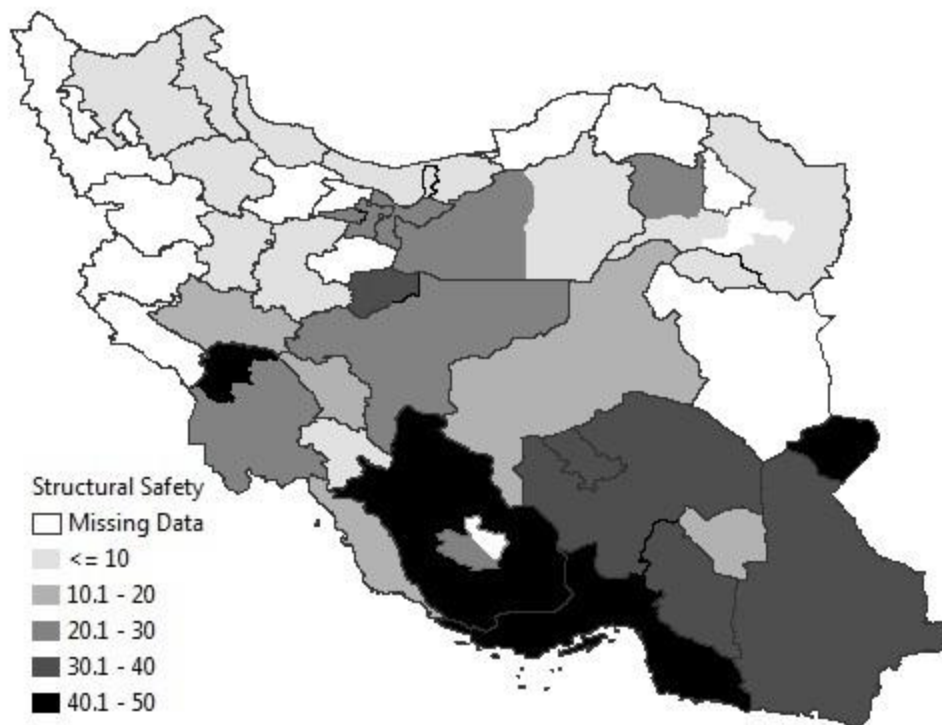 Structural Safety
Missing Data
<= 10
10.1 - 20
20.1 - 30
30.1 - 40
40.1 - 50